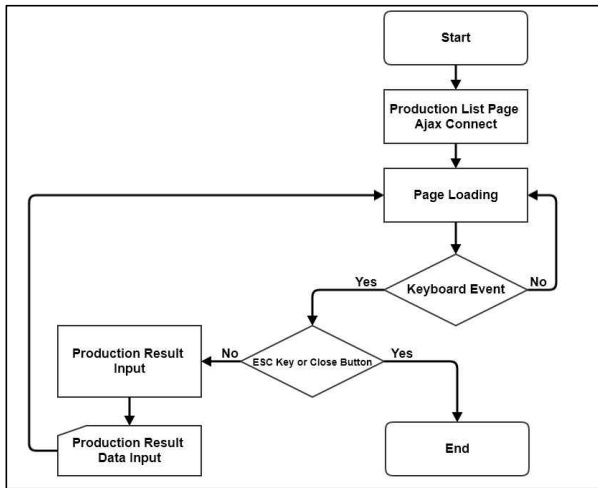 Start
Production List Page
Ajax Connect
Page Loading
Keyboard Event
Yes
No
ESC Key or Close Button
No
Yes
Production Result
Input
Production Result
Data Input
End